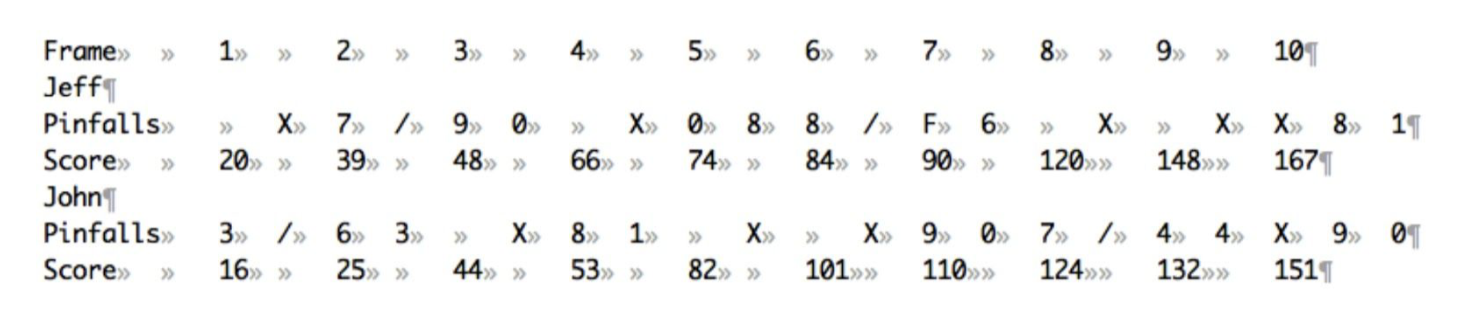 Frame» » 1» » 2» » 3» » 4» » 5» » 6» » 7» » 8» » 9» » 10¶
Jeff¶
Pinfalls» » X» 7» /» 9» 0» » X» 0» 8» 8» /» F» 6» » X» » X» X» 8» 1¶
Score» » 20» » 39» » 48» » 66» » 74» » 84» » 90» » 120»» 148»» 167¶
John¶
Pinfalls» 3» /» 6» 3» » X» 8» 1» » X» » X» 9» 0» 7» /» 4» 4» X» 9» 0¶
Score» » 16» » 25» » 44» » 53» » 82» » 101»» 110»» 124»» 132»» 151¶